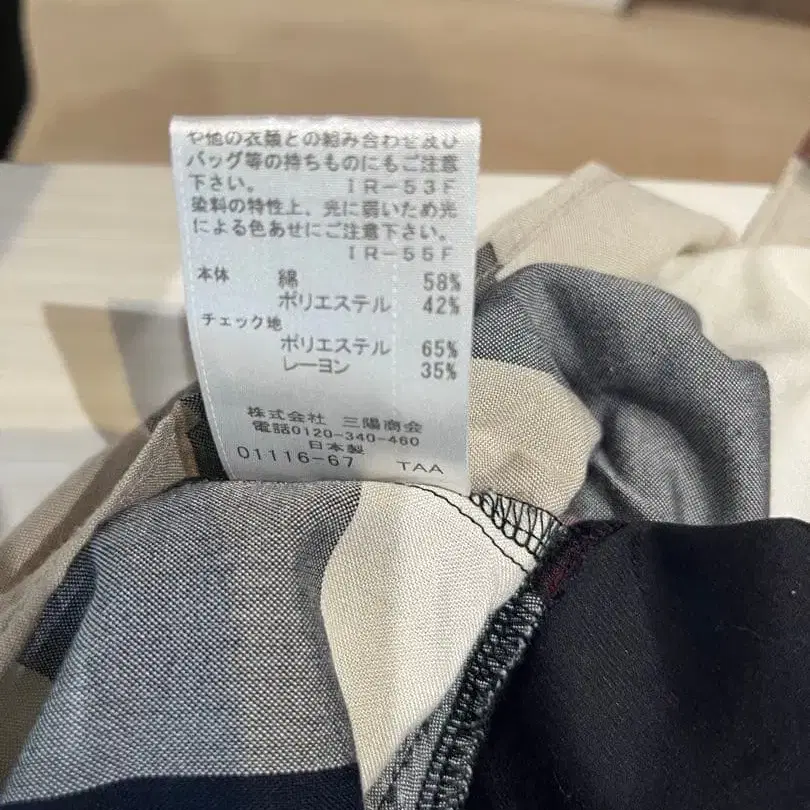 や他の衣類との組み合わせ及び
バッグ等の持ちものにもご注意
下さい。 IR-53F
染料の特性上、光に弱いため光
による色あせにご注意下さい。
IR-55F
本体 綿 58%
ポリエステル 42%
チェック地
ポリエステル 65%
レーヨン 35%
株式会社 三陽商会
電話0120-340-460
日本製
01116-67 TAA